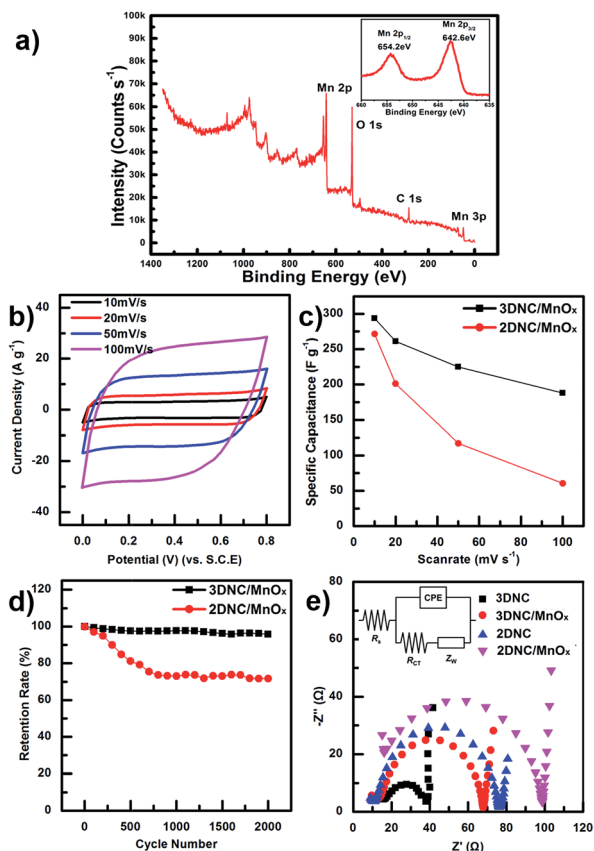 a)
Intensity (Counts s⁻¹)
100k
90k
80k
70k
60k
50k
40k
30k
20k
10k
0k
Mn 2p
O 1s
C 1s
Mn 3p
1400 1200 1000 800 600 400 200 0
Binding Energy (eV)
Mn 2p₁/₂
654.2eV
Mn 2p₃/₂
642.6eV
660 655 650 645 640 635
Binding Energy (eV)
b)
Current Density (A g⁻¹)
40
20
0
-20
-40
10mV/s
20mV/s
50mV/s
100mV/s
0.0 0.2 0.4 0.6 0.8
Potential (V) (vs. S.C.E)
c)
Specific Capacitance (F g⁻¹)
350
300
250
200
150
100
50
0
3DNC/MnOₓ
2DNC/MnOₓ
20 40 60 80 100
Scanrate (mV s⁻¹)
d)
Retention Rate (%)
120
100
80
60
40
20
0
3DNC/MnOₓ
2DNC/MnOₓ
0 500 1000 1500 2000
Cycle Number
e)
-Z'' (Ω)
60
40
20
0
CPE
Rₛ
R_CT
Z_W
3DNC
3DNC/MnOₓ
2DNC
2DNC/MnOₓ
0 20 40 60 80 100 120
Z' (Ω)